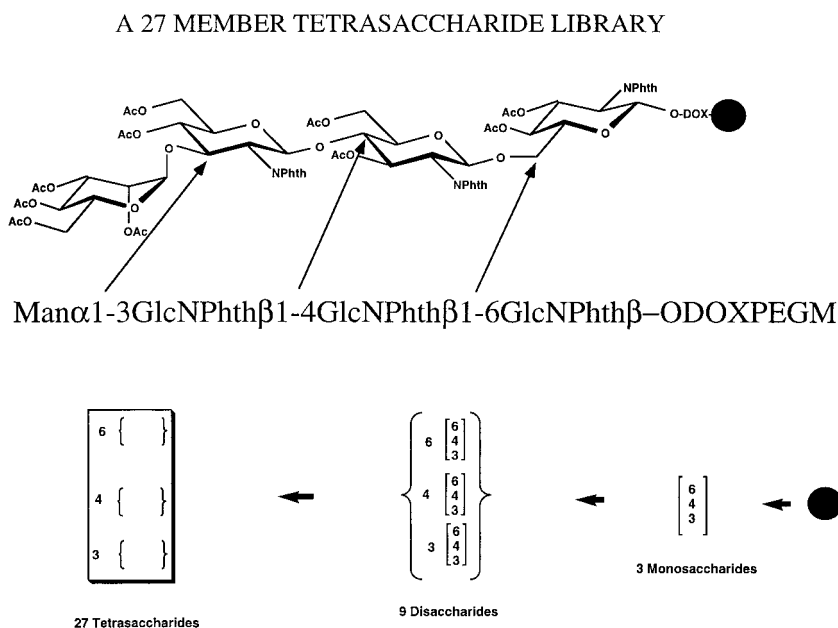 A 27 MEMBER TETRASACCHARIDE LIBRARY
NPhth
AcO
AcO
O
O-DOX-
AcO
O
AcO
O
NPhth
O
AcO
O
AcO
O
NPhth
O
O
AcO
AcO
AcO
O
OAc
Manα1-3GlcNPhthβ1-4GlcNPhthβ1-6GlcNPhthβ–ODOXPEGM
6 { }
4 { }
3 { }
27 Tetrasaccharides
6 [6 4 3]
4 [6 4 3]
3 [6 4 3]
9 Disaccharides
6
4
3
3 Monosaccharides